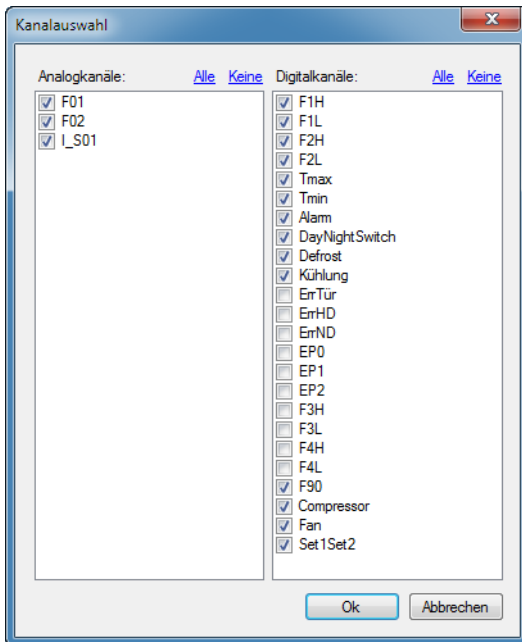 Kanalauswahl
Analogkanäle: Alle Keine
F01
F02
I_S01
Digitalkanäle: Alle Keine
F1H
F1L
F2H
F2L
Tmax
Tmin
Alarm
DayNightSwitch
Defrost
Kühlung
ErrTür
ErrHD
ErrND
EP0
EP1
EP2
F3H
F3L
F4H
F4L
F90
Compressor
Fan
Set1Set2
Ok
Abbrechen